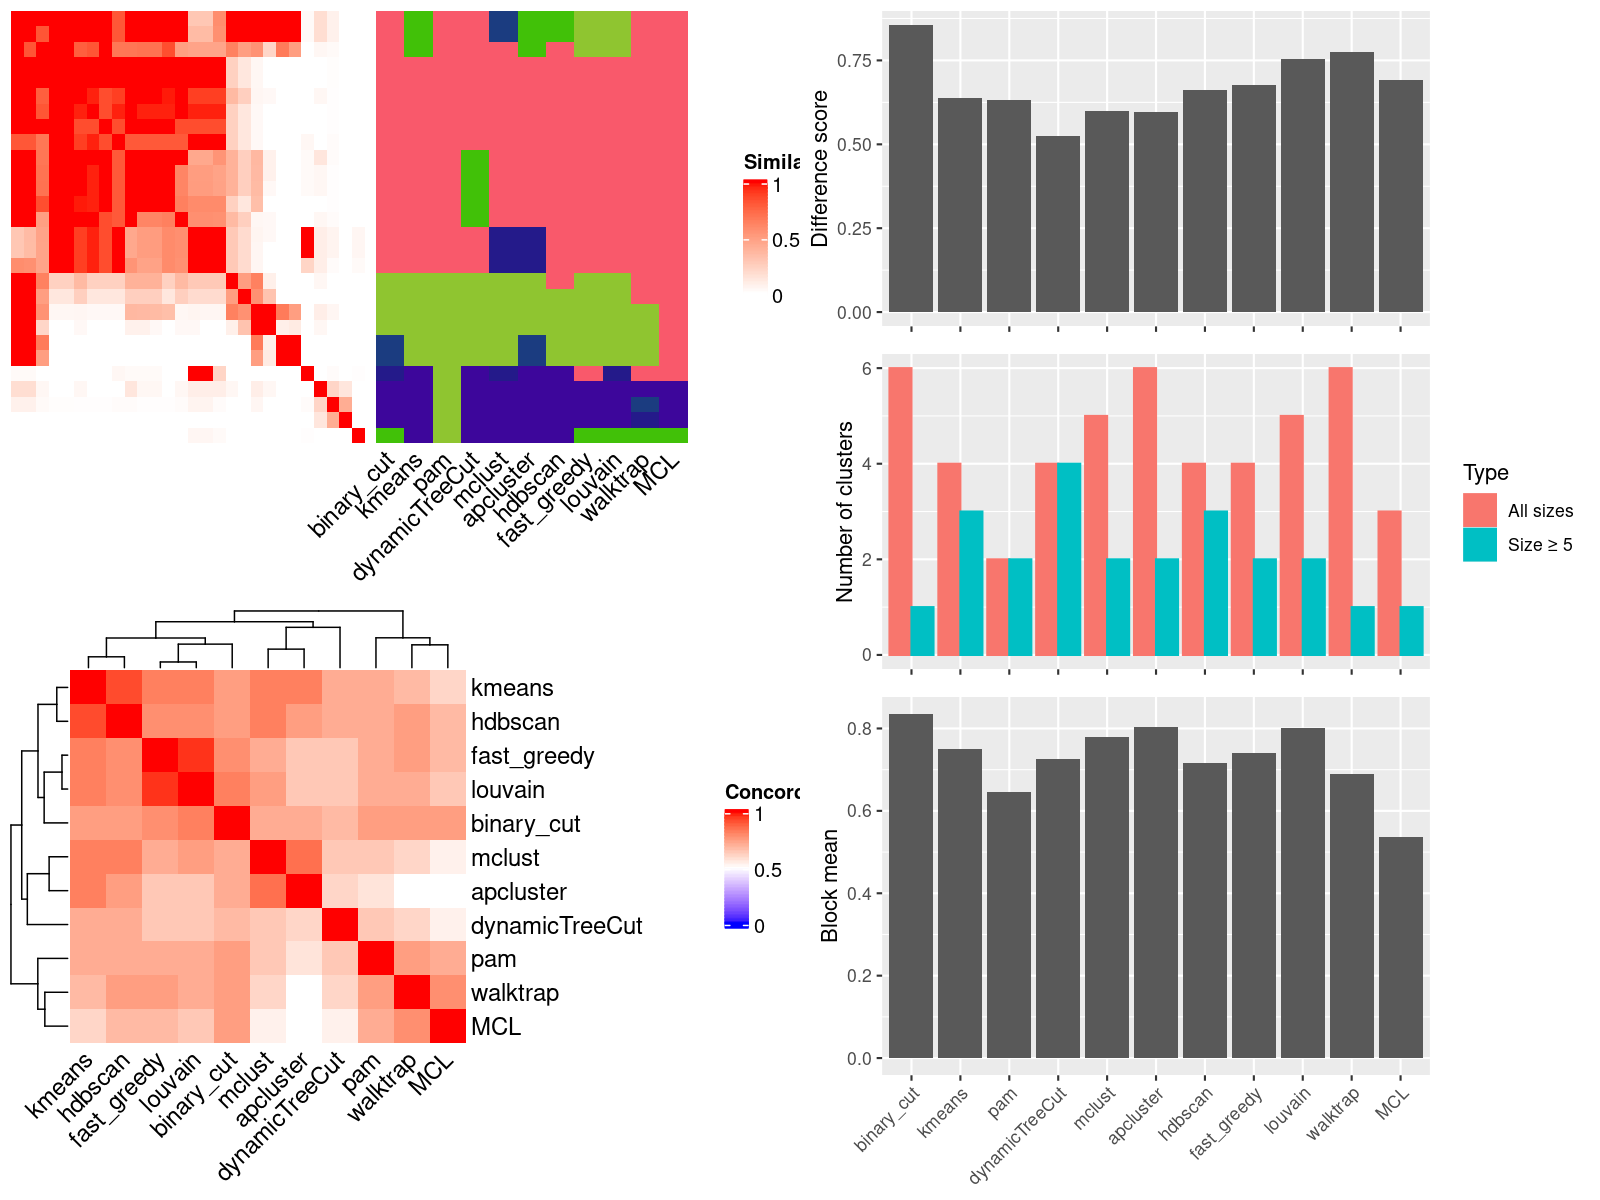 Simila
1
0.5
0
binary_cut
kmeans
pam
dynamicTreeCut
mclust
apcluster
hdbscan
fast_greedy
louvain
walktrap
MCL
kmeans
hdbscan
fast_greedy
louvain
binary_cut
mclust
apcluster
dynamicTreeCut
pam
walktrap
MCL
kmeans
hdbscan
fast_greedy
louvain
binary_cut
mclust
apcluster
dynamicTreeCut
pam
walktrap
MCL
Concord
1
0.5
0
Difference score
0.75
0.50
0.25
0.00
Number of clusters
6
4
2
0
Type
All sizes
Size ≥ 5
Block mean
0.8
0.6
0.4
0.2
0.0
binary_cut
kmeans
pam
dynamicTreeCut
mclust
apcluster
hdbscan
fast_greedy
louvain
walktrap
MCL